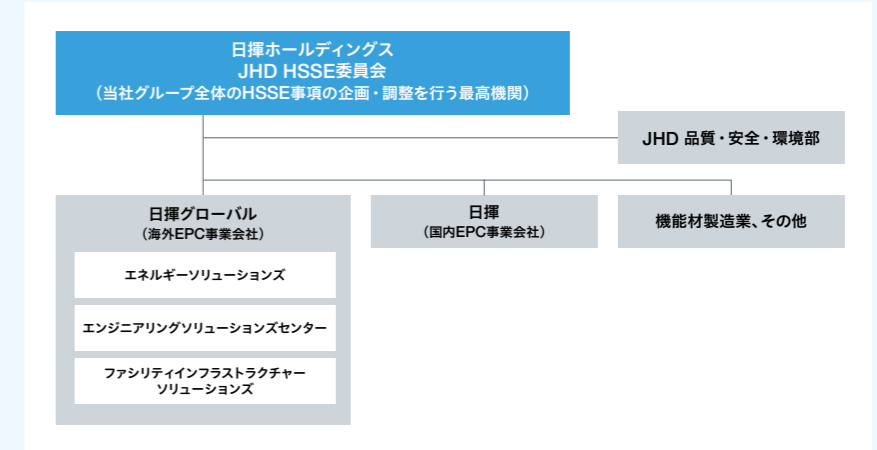 日揮ホールディングス
JHD HSSE委員会
（当社グループ全体のHSSE事項の企画・調整を行う最高機関）
JHD 品質・安全・環境部
日揮グローバル
（海外EPC事業会社）
エネルギーソリューションズ
エンジニアリングソリューションズセンター
ファシリティインフラストラクチャー
ソリューションズ
日揮
（国内EPC事業会社）
機能材製造業、その他